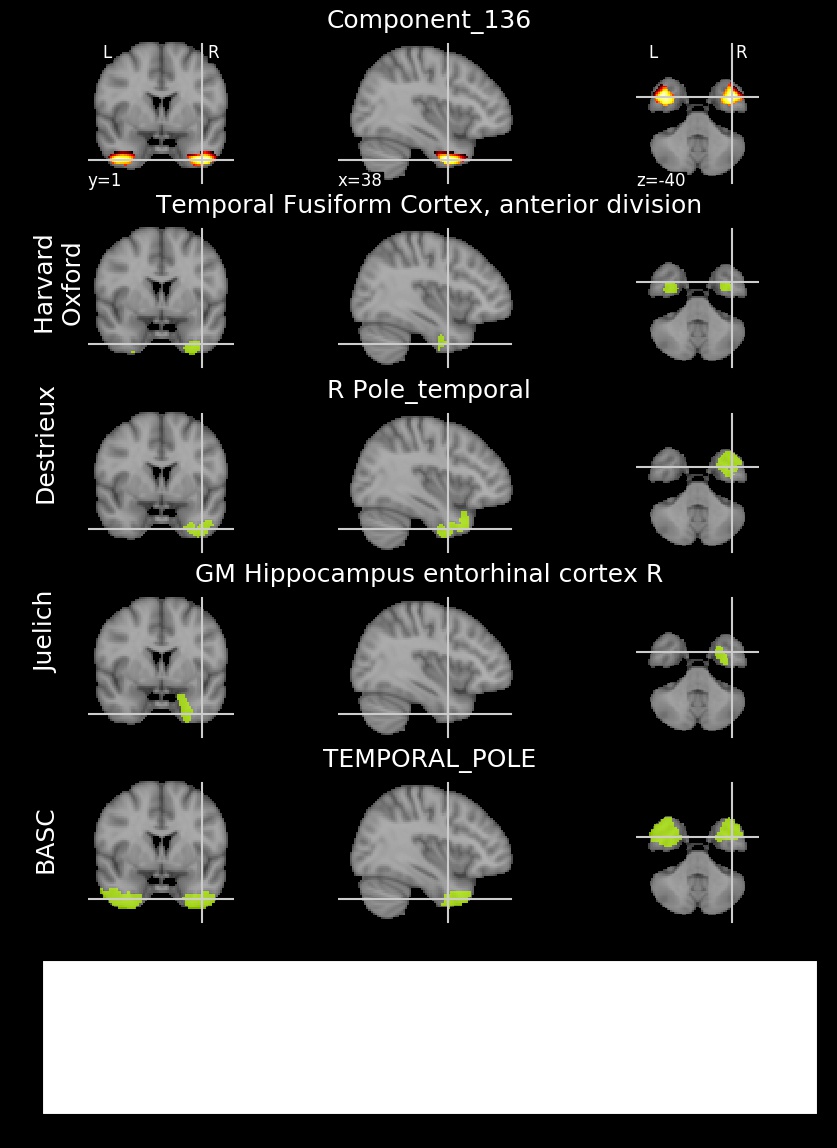 Component_136
L R
L R
y=1 x=38 z=-40
Temporal Fusiform Cortex, anterior division
Harvard
Oxford
R Pole_temporal
Destrieux
GM Hippocampus entorhinal cortex R
Juelich
TEMPORAL_POLE
BASC